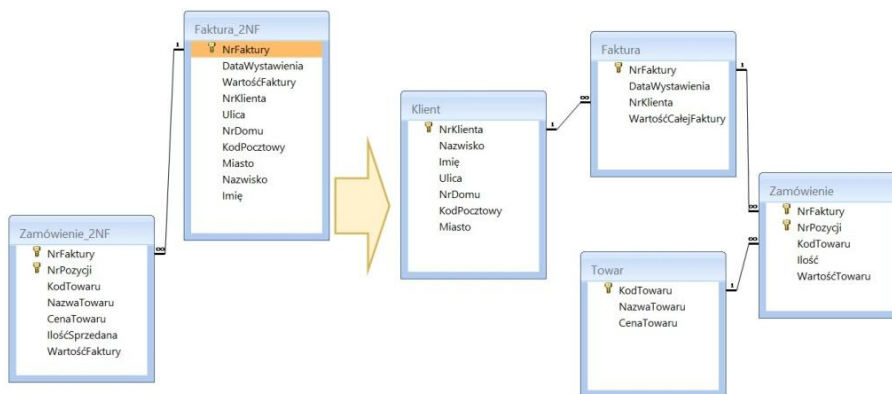 Faktura_2NF
NrFaktury
DataWystawienia
WartośćFaktury
NrKlienta
Ulica
NrDomu
KodPocztowy
Miasto
Nazwisko
Imię
Zamówienie_2NF
NrFaktury
NrPozycji
KodTowaru
NazwaTowaru
CenaTowaru
IlośćSprzedana
WartośćFaktury
1
∞
Klient
NrKlienta
Nazwisko
Imię
Ulica
NrDomu
KodPocztowy
Miasto
1
∞
Faktura
NrFaktury
DataWystawienia
NrKlienta
WartośćCałejFaktury
1
∞
Zamówienie
NrFaktury
NrPozycji
KodTowaru
Ilość
WartośćTowaru
∞
1
Towar
KodTowaru
NazwaTowaru
CenaTowaru